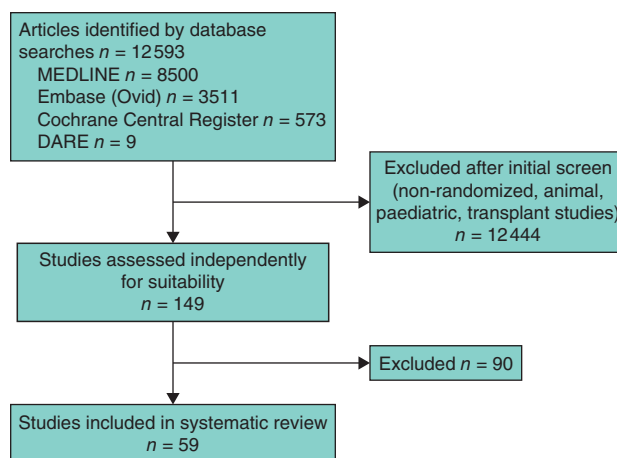 Articles identified by database
searches n = 12 593
MEDLINE n = 8500
Embase (Ovid) n = 3511
Cochrane Central Register n = 573
DARE n = 9
Excluded after initial screen
(non-randomized, animal,
paediatric, transplant studies)
n = 12 444
Studies assessed independently
for suitability
n = 149
Excluded n = 90
Studies included in systematic review
n = 59